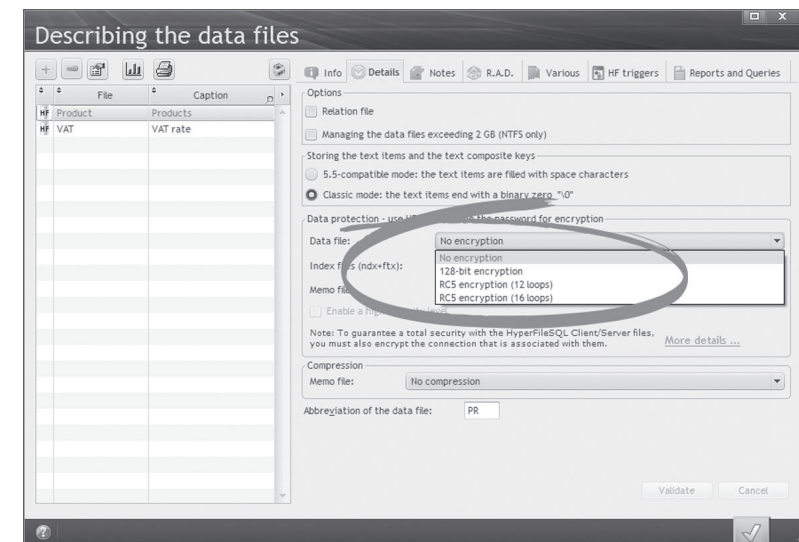 Describing the data files
Info Details Notes R.A.D. Various HF triggers Reports and Queries
File Caption
HF Product Products
HF VAT VAT rate
Options
Relation file
Managing the data files exceeding 2 GB (NTFS only)
Storing the text items and the text composite keys
5.5-compatible mode: the text items are filled with space characters
Classic mode: the text items end with a binary zero "\0"
Data protection - use the password for encryption
Data file: No encryption
No encryption
128-bit encryption
RC5 encryption (12 loops)
RC5 encryption (16 loops)
Index files (ndx+ftx):
Memo
Enable a
Note: To guarantee a total security with the HyperFileSQL Client/Server files,
you must also encrypt the connection that is associated with them.
More details ...
Compression
Memo file: No compression
Abbreviation of the data file: PR
Validate Cancel